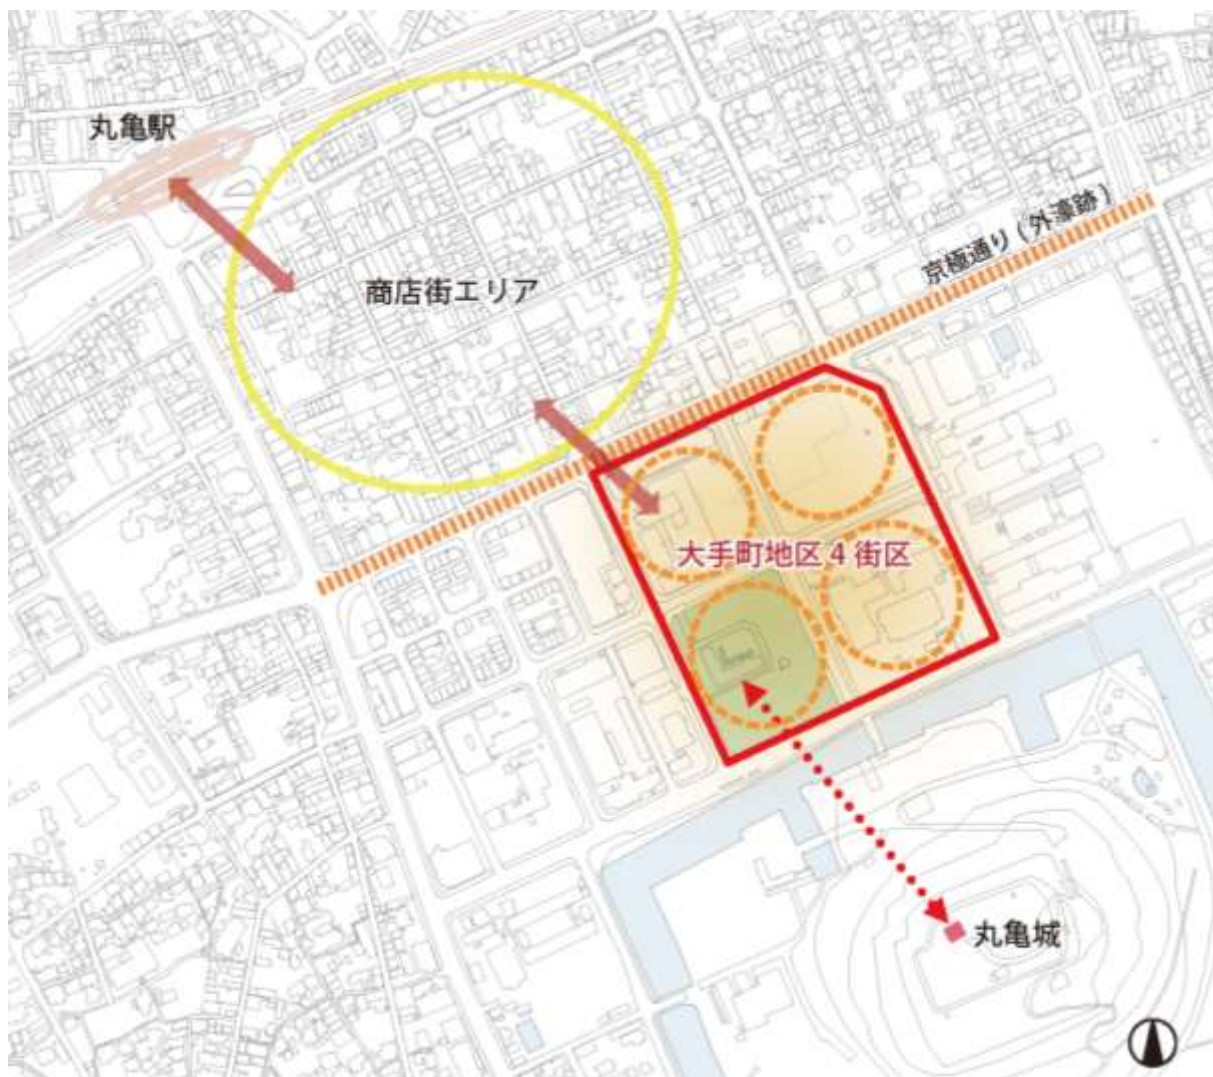 丸亀駅
商店街エリア
京極通り(外濠跡)
大手町地区4街区
丸亀城